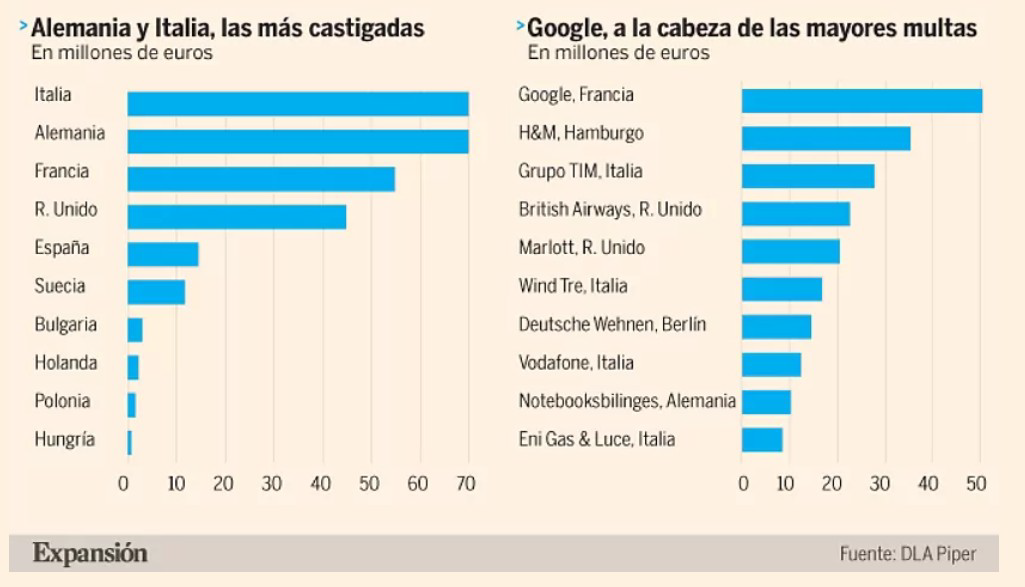 > Alemania y Italia, las más castigadas
En millones de euros
Italia
Alemania
Francia
R. Unido
España
Suecia
Bulgaria
Holanda
Polonia
Hungría
0 10 20 30 40 50 60 70
> Google, a la cabeza de las mayores multas
En millones de euros
Google, Francia
H&M, Hamburgo
Grupo TIM, Italia
British Airways, R. Unido
Marlott, R. Unido
Wind Tre, Italia
Deutsche Wehnen, Berlín
Vodafone, Italia
Notebooksbilinges, Alemania
Eni Gas & Luce, Italia
0 10 20 30 40 50
Expansión
Fuente: DLA Piper